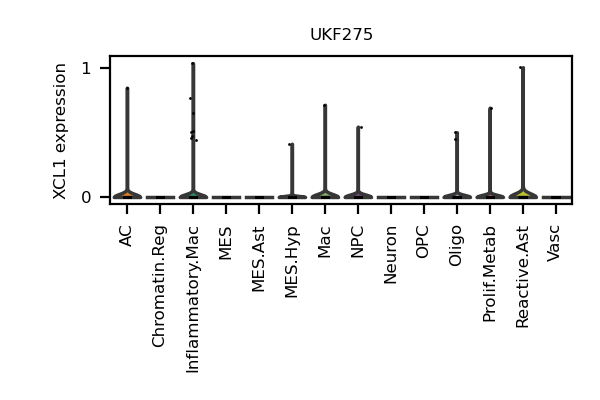 UKF275
XCL1 expression
1
0
AC
Chromatin.Reg
Inflammatory.Mac
MES
MES.Ast
MES.Hyp
Mac
NPC
Neuron
OPC
Oligo
Prolif.Metab
Reactive.Ast
Vasc